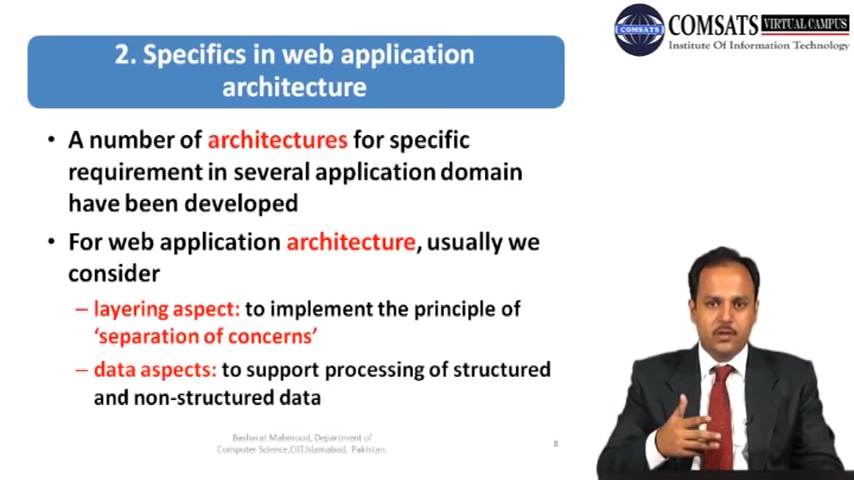 COMSATS VIRTUAL CAMPUS
COMSATS
Institute Of Information Technology
2. Specifics in web application
architecture
• A number of architectures for specific
requirement in several application domain
have been developed
• For web application architecture, usually we
consider
– layering aspect: to implement the principle of
‘separation of concerns’
– data aspects: to support processing of structured
and non-structured data
Basharat Mahmood, Department of
Computer Science,CIIT,Islamabad, Pakistan.
8